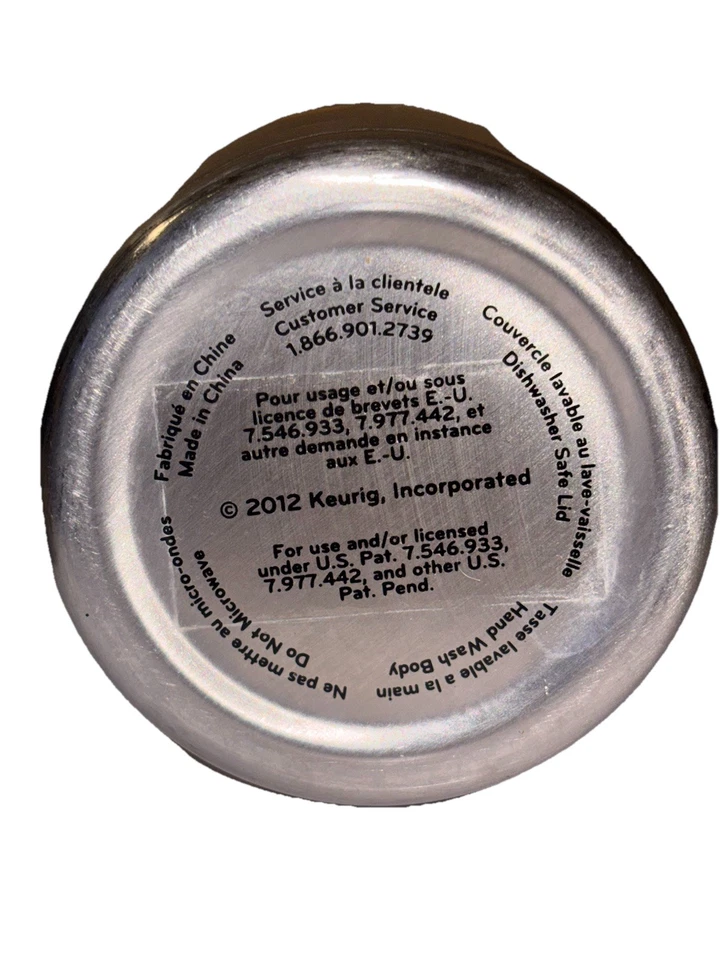 Service à la clientele
Customer Service
1.866.901.2739
Couvercle lavable au lave-vaisselle
Dishwasher Safe Lid
Tasse lavable a la main
Hand Wash Body
Ne pas mettre au micro-ondes
Do Not Microwave
Fabriqué en Chine
Made in China
Pour usage et/ou sous
licence de brevets E.-U.
7.546.933, 7.977.442, et
autre demande en instance
aux E.-U.
© 2012 Keurig, Incorporated
For use and/or licensed
under U.S. Pat. 7.546.933,
7.977.442, and other U.S.
Pat. Pend.